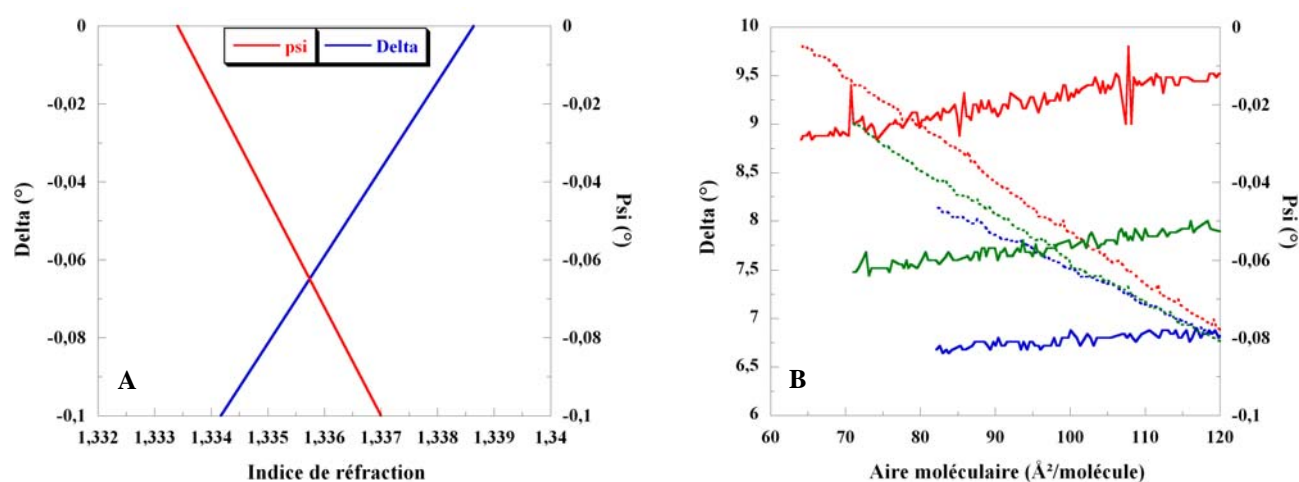 0
-0,02
-0,04
-0,06
-0,08
-0,1
Delta (°)
psi
Delta
0
-0,02
-0,04
-0,06
-0,08
-0,1
Psi (°)
A
1,332 1,333 1,334 1,335 1,336 1,337 1,338 1,339 1,34
Indice de réfraction
10
9,5
9
8,5
8
7,5
7
6,5
6
Delta (°)
0
-0,02
-0,04
-0,06
-0,08
-0,1
Psi (°)
B
60 70 80 90 100 110 120
Aire moléculaire (Å²/molécule)